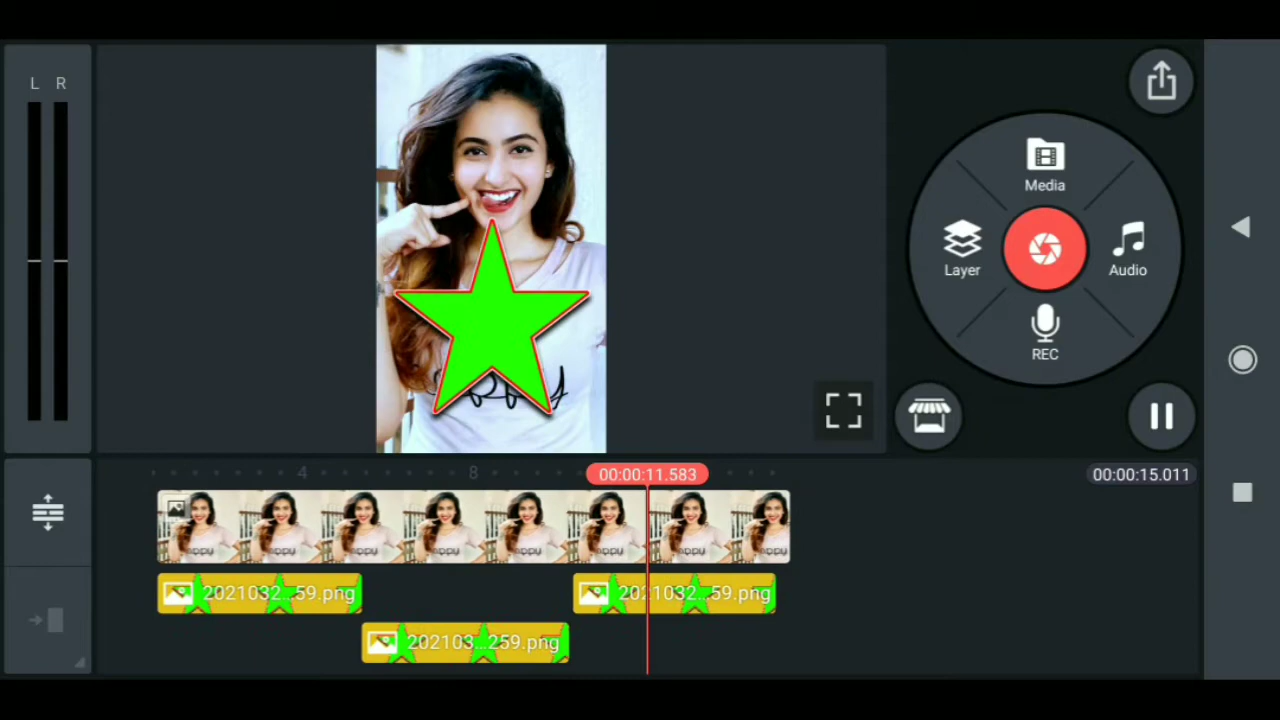 L R
Media
Layer
Audio
REC
4 8
00:00:11.583
00:00:15.011
2021032...59.png
2021032...59.png
202103...259.png